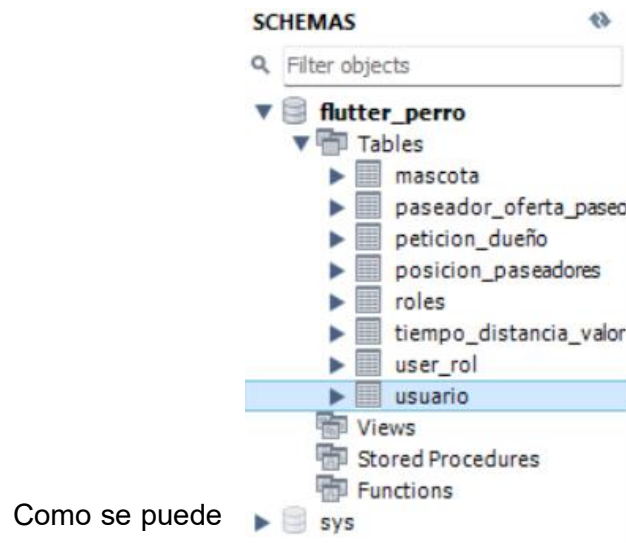 SCHEMAS
Filter objects
flutter_perro
Tables
mascota
paseador_oferta_paseo
peticion_dueño
posicion_paseadores
roles
tiempo_distancia_valor
user_rol
usuario
Views
Stored Procedures
Functions
Como se puede
sys